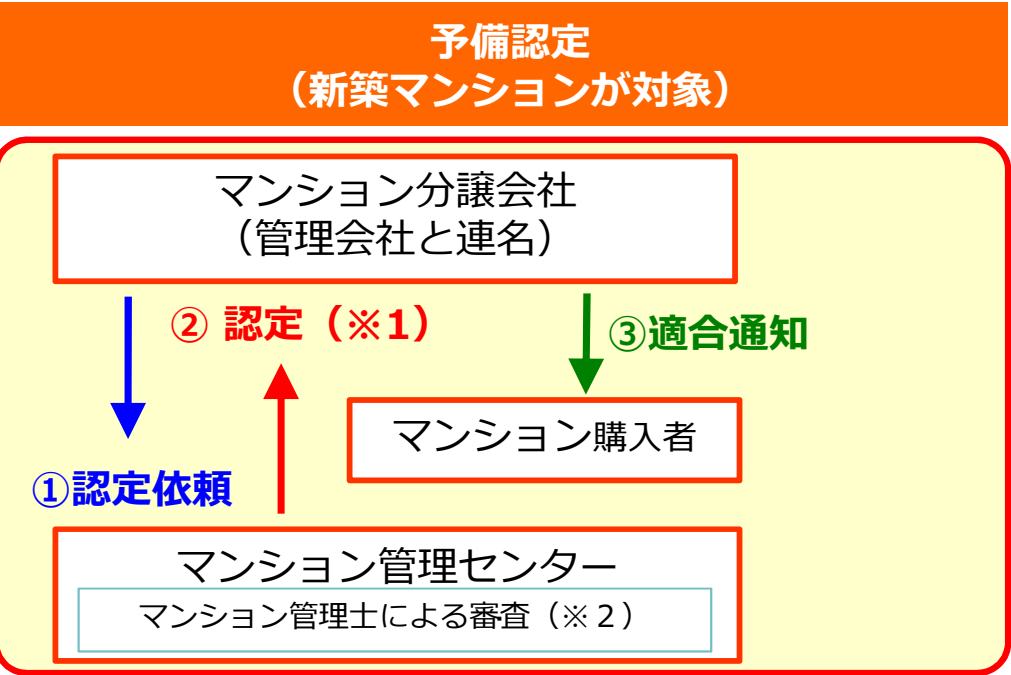 予備認定
（新築マンションが対象）
マンション分譲会社
（管理会社と連名）
② 認定（※1）
③適合通知
マンション購入者
①認定依頼
マンション管理センター
マンション管理士による審査（※２）